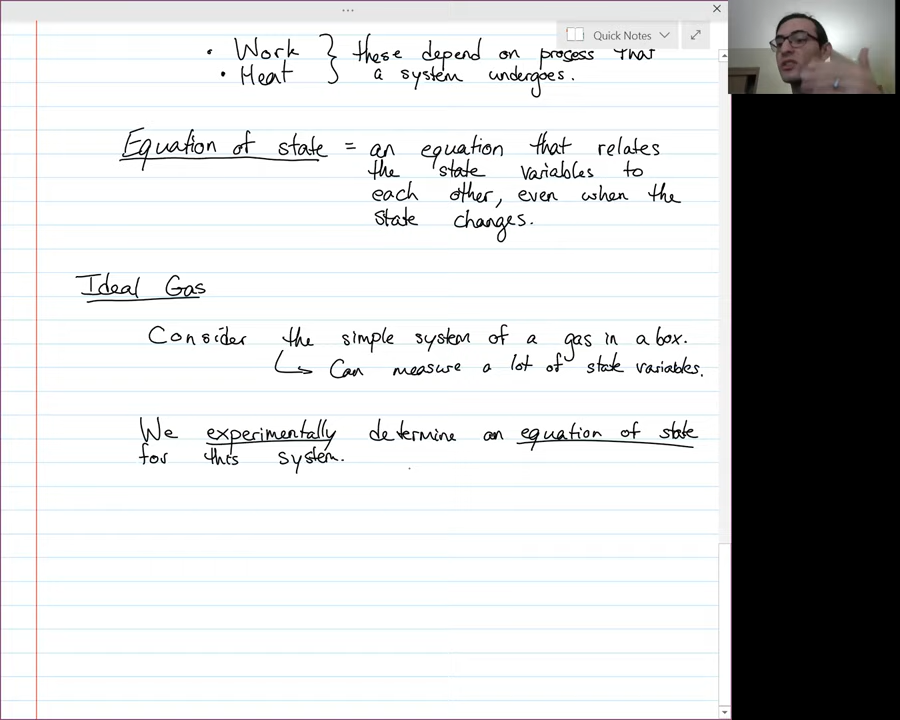 Quick Notes
• Work } these depend on process that
• Heat } a system undergoes.
Equation of state = an equation that relates
the state variables to
each other, even when the
state changes.
Ideal Gas
Consider the simple system of a gas in a box.
↳ Can measure a lot of state variables.
We experimentally determine an equation of state
for this system.